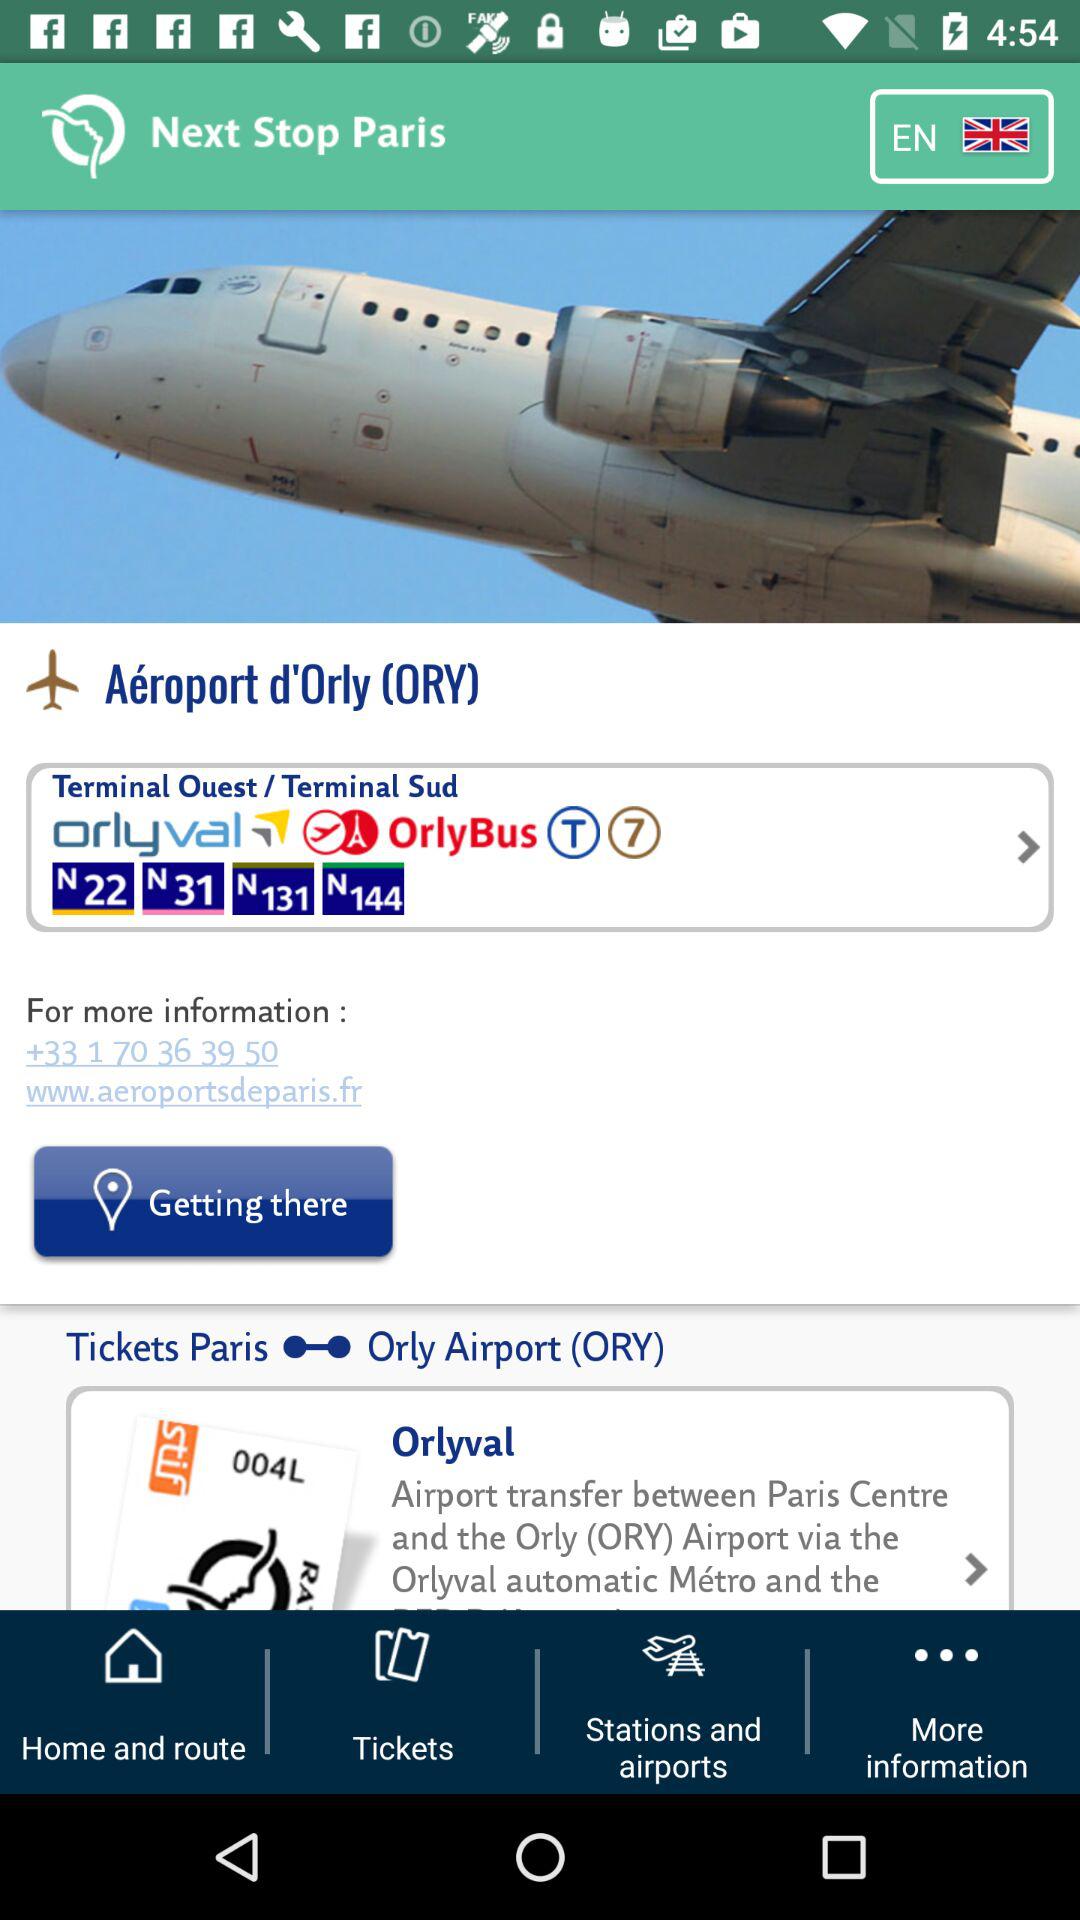 FAKE
4:54
Next Stop Paris
EN
Aéroport d'Orly (ORY)
Terminal Ouest / Terminal Sud
orlyval OrlyBus T 7
N 22 N 31 N 131 N 144
For more information :
+33 1 70 36 39 50
www.aeroportsdeparis.fr
Getting there
Tickets Paris Orly Airport (ORY)
stif
004L
Orlyval
Airport transfer between Paris Centre
and the Orly (ORY) Airport via the
Orlyval automatic Métro and the
Home and route
Tickets
Stations and
airports
More
information